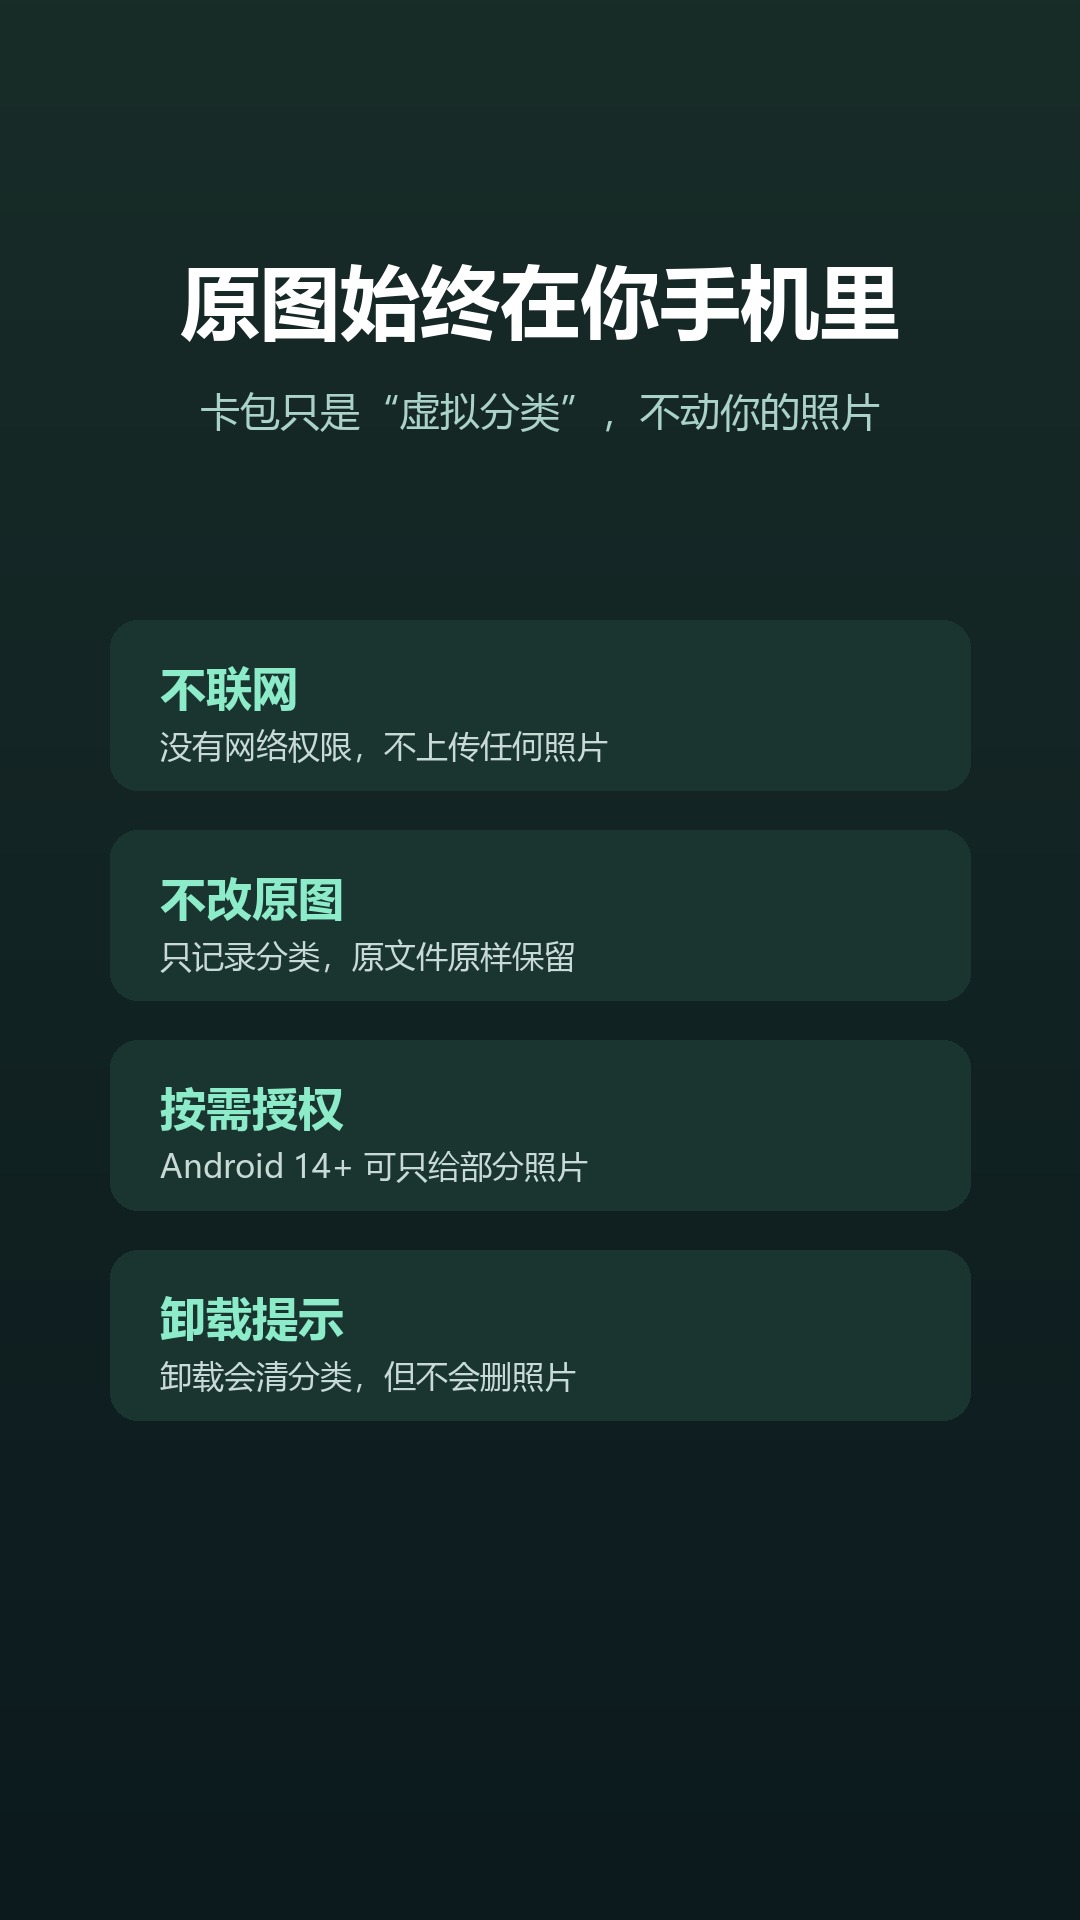 原图始终在你手机里
卡包只是“虚拟分类”，不动你的照片
不联网
没有网络权限，不上传任何照片
不改原图
只记录分类，原文件原样保留
按需授权
Android 14+ 可只给部分照片
卸载提示
卸载会清分类，但不会删照片